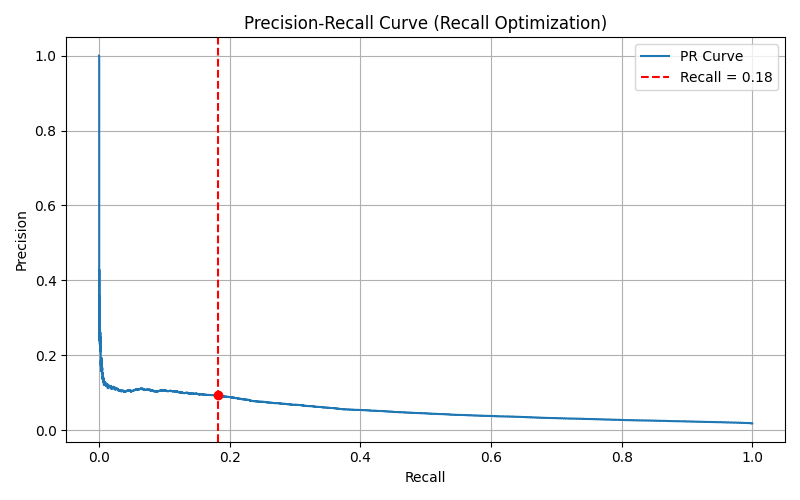 Precision-Recall Curve (Recall Optimization)
PR Curve
Recall = 0.18
Precision
1.0
0.8
0.6
0.4
0.2
0.0
0.0 0.2 0.4 0.6 0.8 1.0
Recall